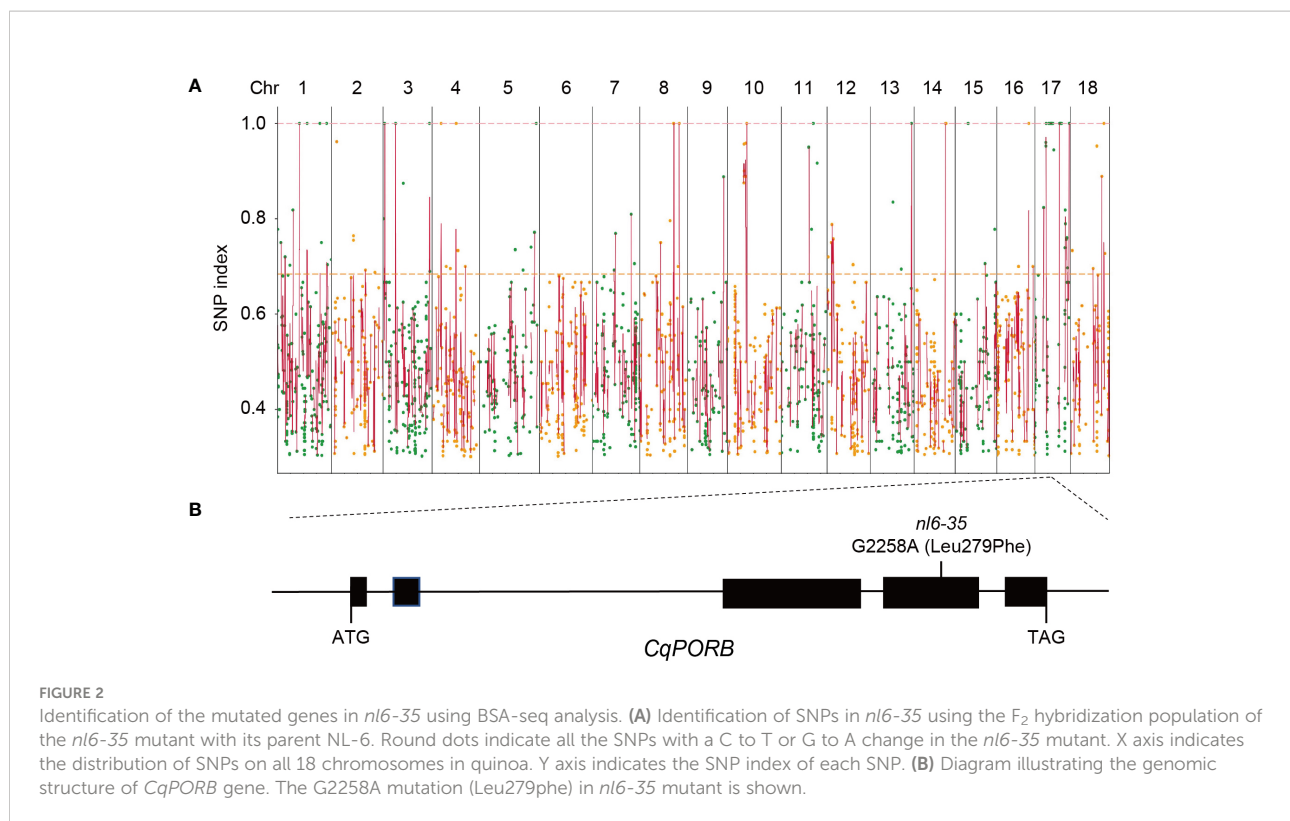 A
Chr 1 2 3 4 5 6 7 8 9 10 11 12 13 14 15 16 17 18
1.0
0.8
0.6
0.4
SNP index
B
nl6-35
G2258A (Leu279Phe)
ATG
TAG
CqPORB
FIGURE 2
Identification of the mutated genes in nl6-35 using BSA-seq analysis. (A) Identification of SNPs in nl6-35 using the F2 hybridization population of
the nl6-35 mutant with its parent NL-6. Round dots indicate all the SNPs with a C to T or G to A change in the nl6-35 mutant. X axis indicates
the distribution of SNPs on all 18 chromosomes in quinoa. Y axis indicates the SNP index of each SNP. (B) Diagram illustrating the genomic
structure of CqPORB gene. The G2258A mutation (Leu279phe) in nl6-35 mutant is shown.